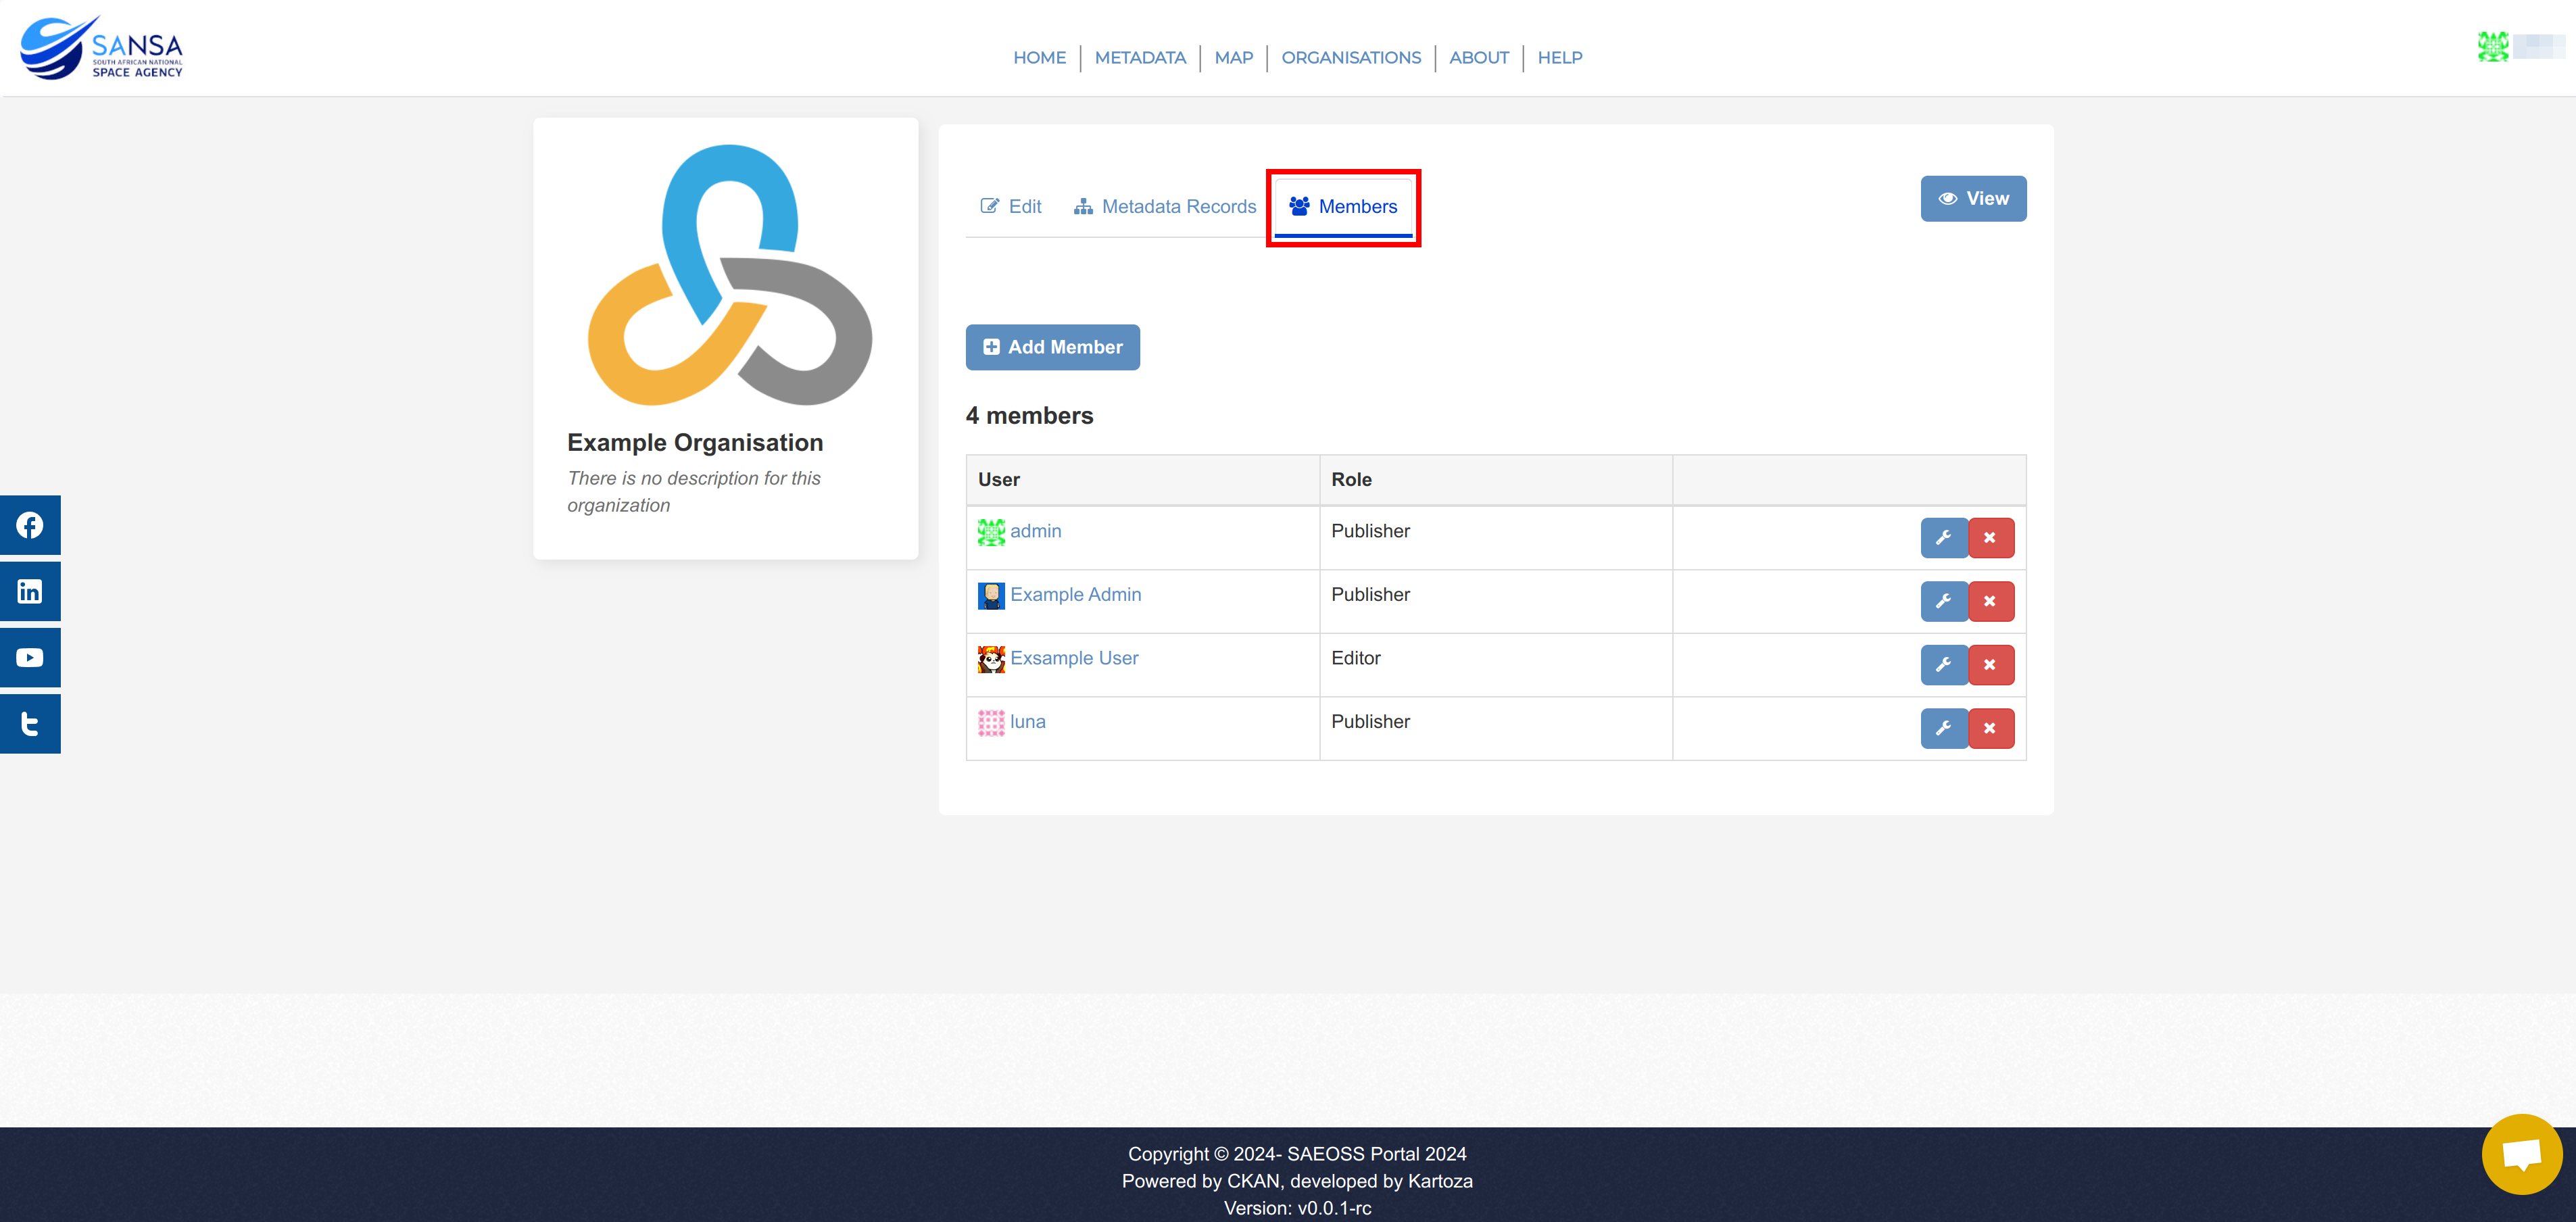 SANSA
SOUTH AFRICAN NATIONAL
SPACE AGENCY
HOME
METADATA
MAP
ORGANISATIONS
ABOUT
HELP
Edit
Metadata Records
Members
View
Add Member
4 members
Example Organisation
There is no description for this
organization
User Role
admin Publisher
Example Admin Publisher
Exsample User Editor
luna Publisher
Copyright © 2024- SAEOSS Portal 2024
Powered by CKAN, developed by Kartoza
Version: v0.0.1-rc